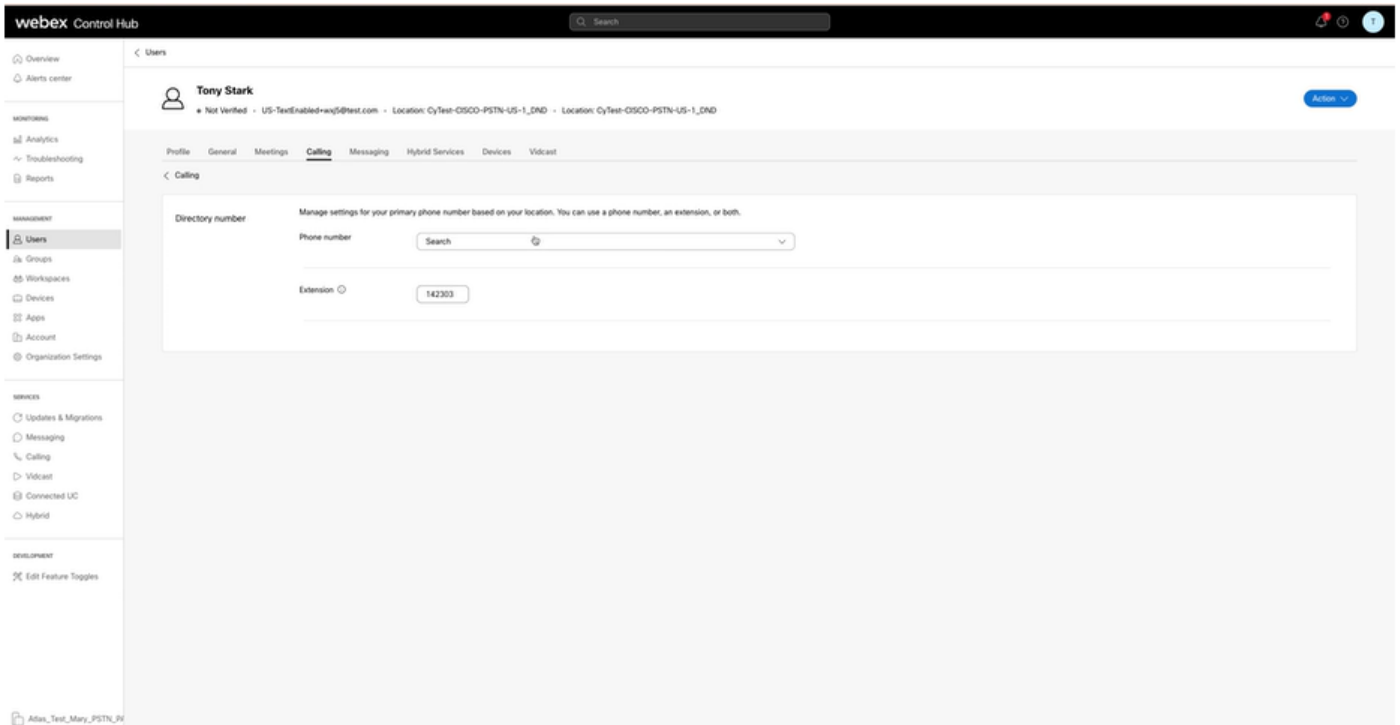 webex Control Hub
Search
T
Overview
Alerts center
MONITORING
Analytics
Troubleshooting
Reports
MANAGEMENT
Users
Groups
Workspaces
Devices
Apps
Account
Organization Settings
SERVICES
Updates & Migrations
Messaging
Calling
Vidcast
Connected UC
Hybrid
DEVELOPMENT
Edit Feature Toggles
Atlas_Test_Mary_PSTN_PA
Users
Tony Stark
Not Verified · US-TextEnabled+wxj5@test.com · Location: CyTest-CISCO-PSTN-US-1_DND · Location: CyTest-CISCO-PSTN-US-1_DND
Action
Profile General Meetings Calling Messaging Hybrid Services Devices Vidcast
Calling
Directory number
Manage settings for your primary phone number based on your location. You can use a phone number, an extension, or both.
Phone number
Search
Extension
142303